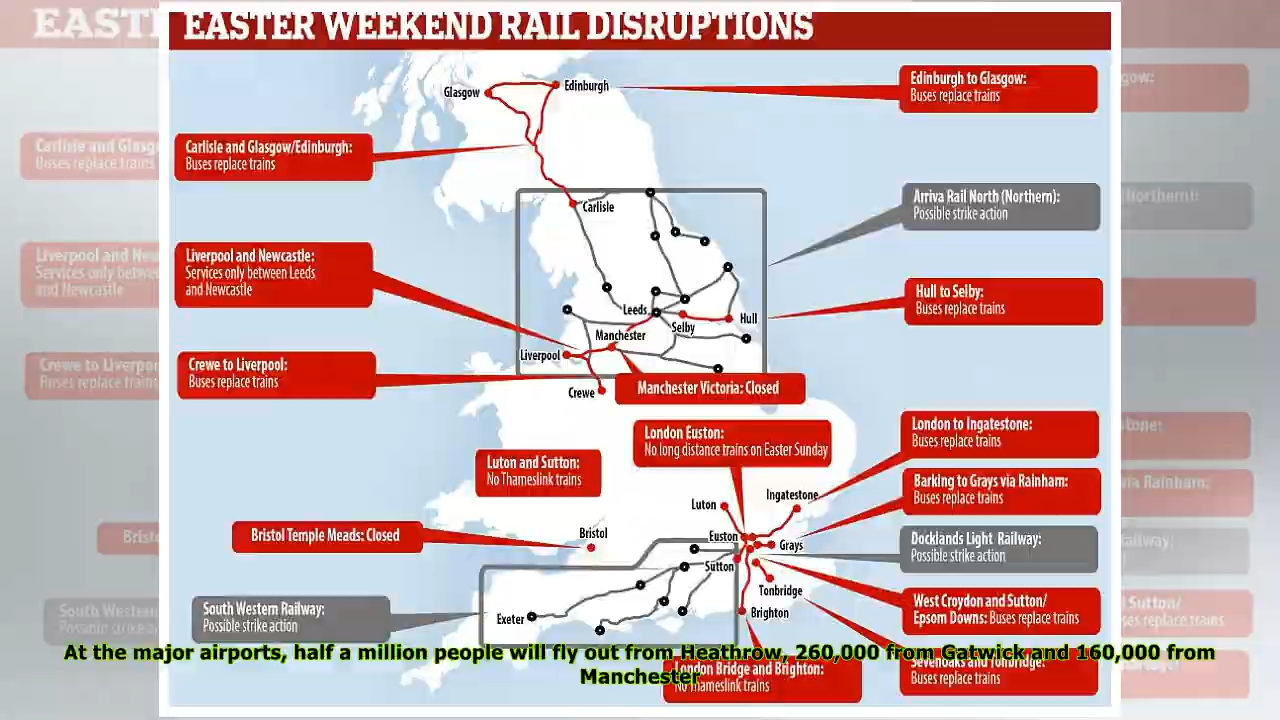 EASTER WEEKEND RAIL DISRUPTIONS
Glasgow
Edinburgh
Edinburgh to Glasgow:
Buses replace trains
Carlisle and Glasgow/Edinburgh:
Buses replace trains
Carlisle
Arriva Rail North (Northern):
Possible strike action
Liverpool and Newcastle:
Services only between Leeds
and Newcastle
Hull to Selby:
Buses replace trains
Leeds
Hull
Selby
Manchester
Liverpool
Crewe to Liverpool:
Buses replace trains
Crewe
Manchester Victoria: Closed
London Euston:
No long distance trains on Easter Sunday
London to Ingatestone:
Buses replace trains
Luton and Sutton:
No Thameslink trains
Barking to Grays via Rainham:
Buses replace trains
Luton
Ingatestone
Bristol Temple Meads: Closed
Bristol
Euston
Grays
Docklands Light Railway:
Possible strike action
Sutton
Tonbridge
South Western Railway:
Possible strike action
Exeter
Brighton
West Croydon and Sutton/
Epsom Downs: Buses replace trains
London Bridge and Brighton:
No Thameslink trains
Sevenoaks and Tonbridge:
Buses replace trains
At the major airports, half a million people will fly out from Heathrow, 260,000 from Gatwick and 160,000 from
Manchester